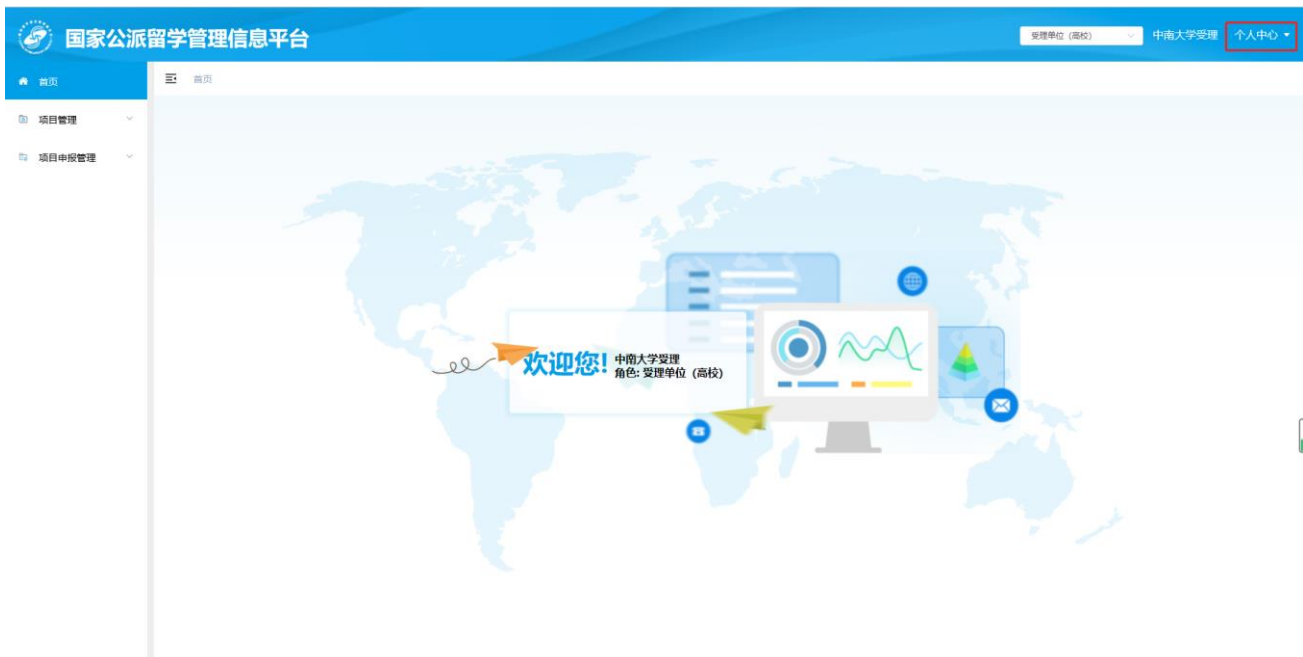 国家公派留学管理信息平台
受理单位（高校） 中南大学受理 个人中心
首页
首页
项目管理
项目申报管理
欢迎您!
中南大学受理
角色: 受理单位（高校）